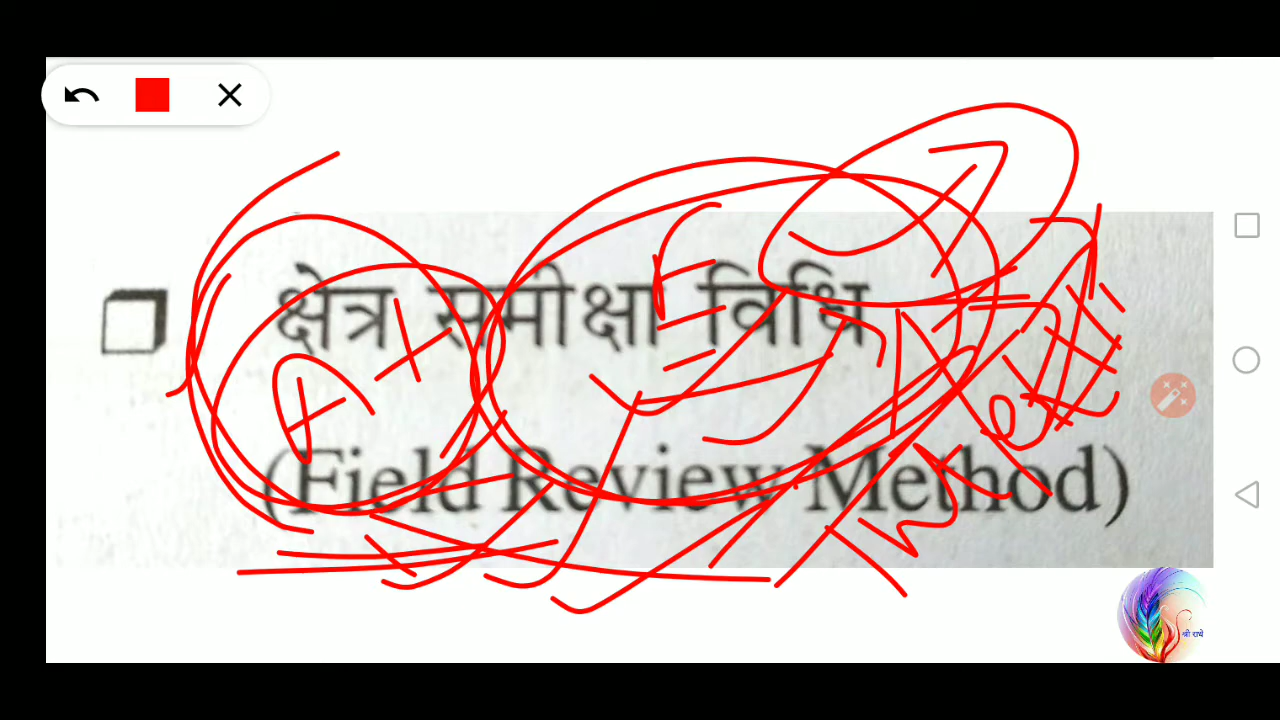 क्षेत्र समीक्षा विधि
(Field Review Method)
श्री राधे